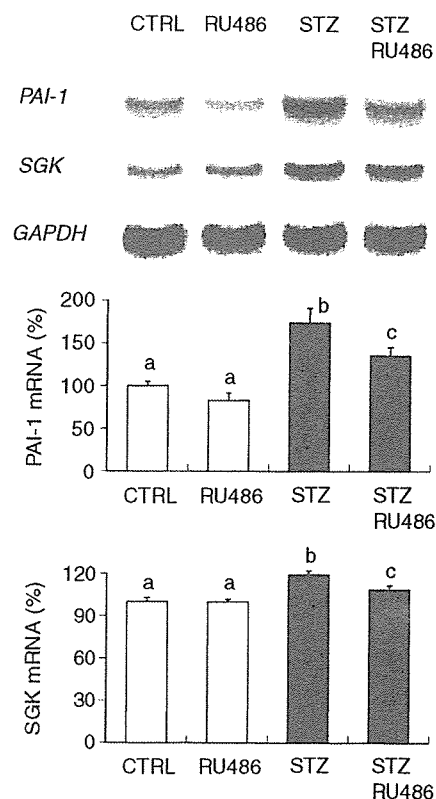 CTRL RU486 STZ STZ
RU486
PAI-1
SGK
GAPDH
200
150
100
50
0
PAI-1 mRNA (%)
a a b c
CTRL RU486 STZ STZ
RU486
120
90
60
30
0
SGK mRNA (%)
a a b c
CTRL RU486 STZ STZ
RU486